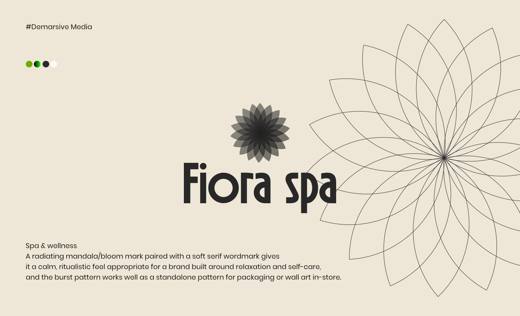 #Demarsive Media
Fiora spa
Spa & wellness
A radiating mandala/bloom mark paired with a soft serif wordmark gives
it a calm, ritualistic feel appropriate for a brand built around relaxation and self-care,
and the burst pattern works well as a standalone pattern for packaging or wall art in-store.